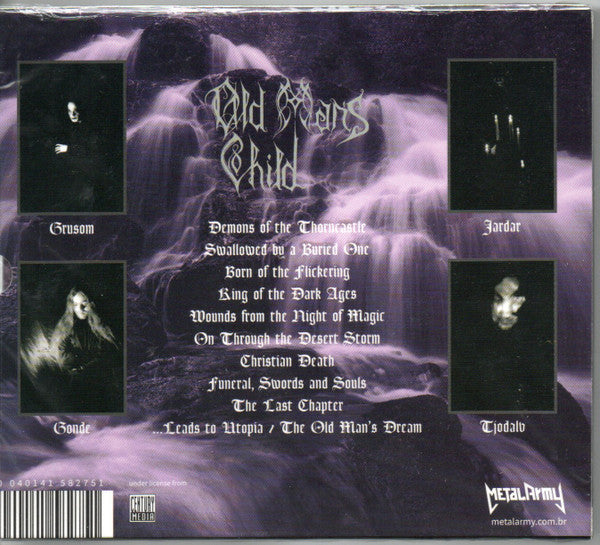 Old Mans
Child
Grusom
Jardar
Demons of the Thorncastle
Swallowed by a Buried One
Born of the Flickering
King of the Dark Ages
Wounds from the Night of Magic
On Through the Desert Storm
Christian Death
Funeral, Swords and Souls
The Last Chapter
...Leads to Utopia / The Old Man's Dream
Gonde
Tjodalv
0 040141 582751
under license from
CENTURY
MEDIA
METALARMY
metalarmy.com.br